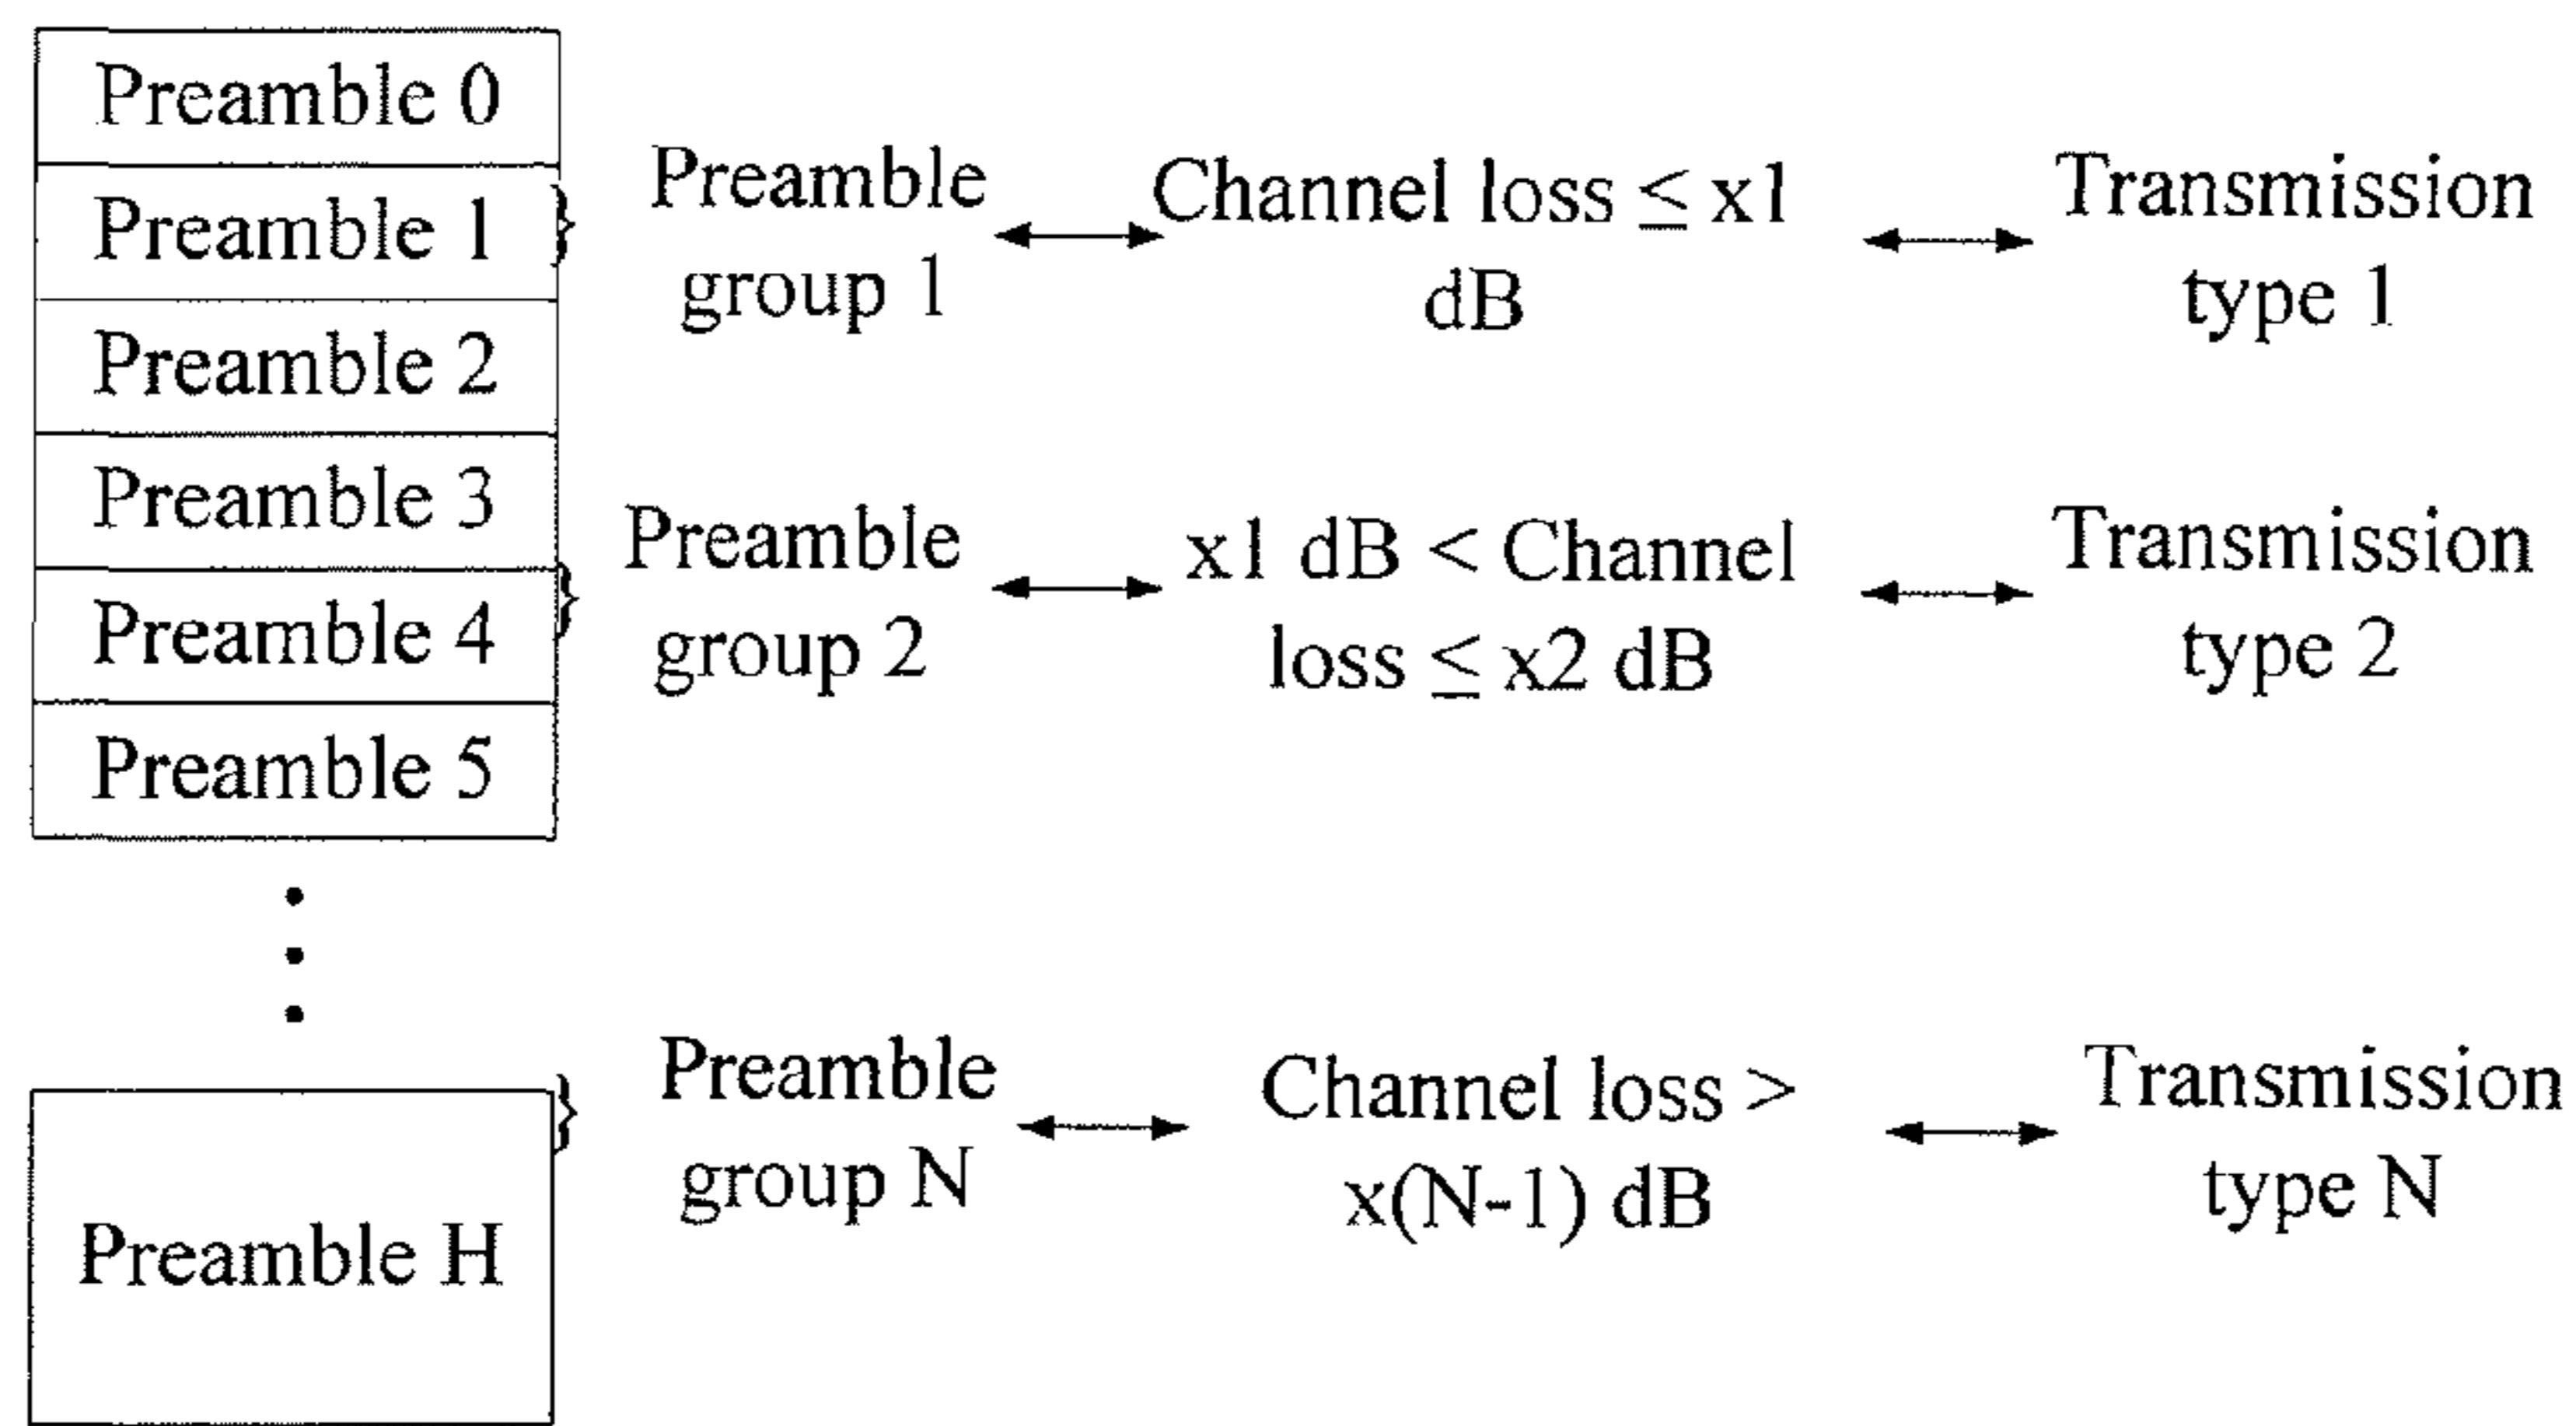 Preamble 0
Preamble 1
Preamble 2
Preamble 3
Preamble 4
Preamble 5
Preamble H
Preamble
group 1
Channel loss ≤ x1
dB
Transmission
type 1
Preamble
group 2
x1 dB < Channel
loss ≤ x2 dB
Transmission
type 2
Preamble
group N
Channel loss >
x(N-1) dB
Transmission
type N